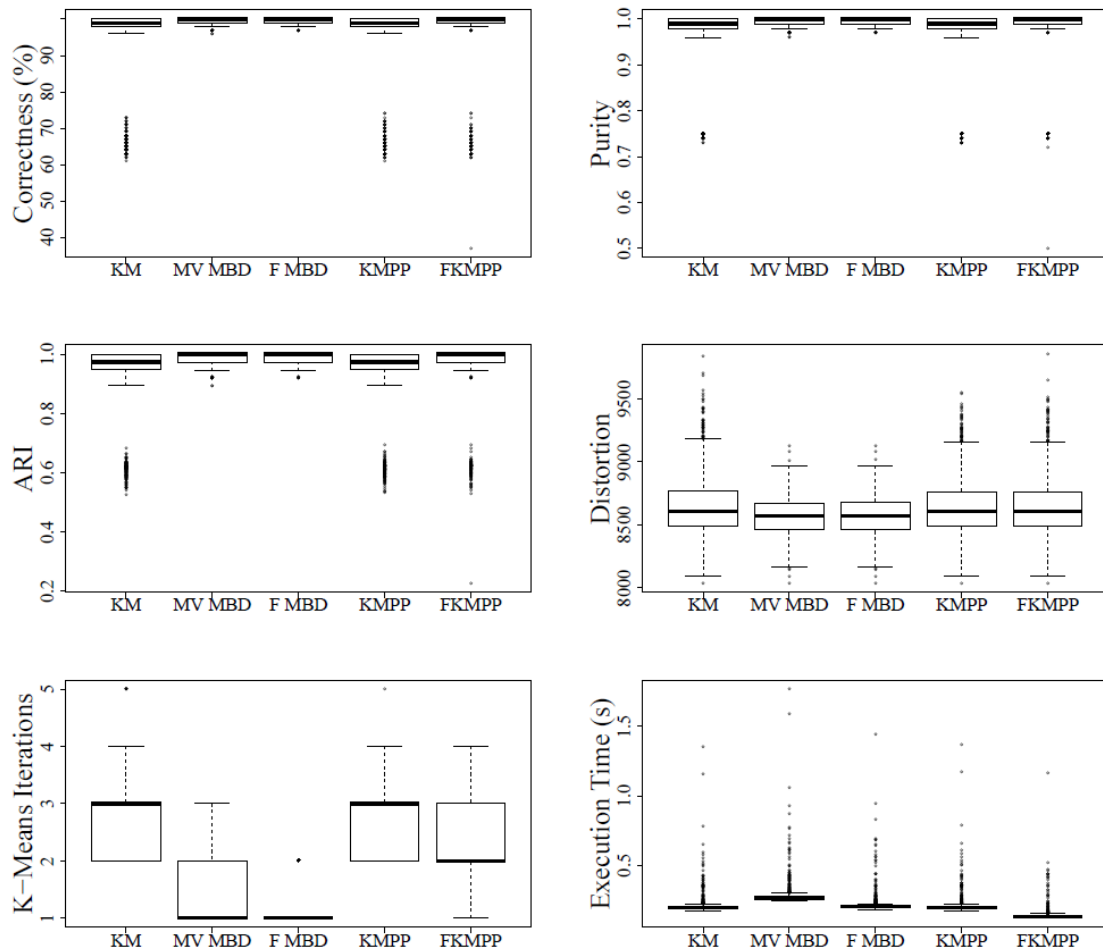 Correctness (%)
90
80
70
60
50
40
KM MV MBD F MBD KMPP FKMPP
Purity
1.0
0.9
0.8
0.7
0.6
0.5
KM MV MBD F MBD KMPP FKMPP
ARI
1.0
0.8
0.6
0.4
0.2
KM MV MBD F MBD KMPP FKMPP
Distortion
9500
9000
8500
8000
KM MV MBD F MBD KMPP FKMPP
K−Means Iterations
5
4
3
2
1
KM MV MBD F MBD KMPP FKMPP
Execution Time (s)
1.5
1.0
0.5
KM MV MBD F MBD KMPP FKMPP